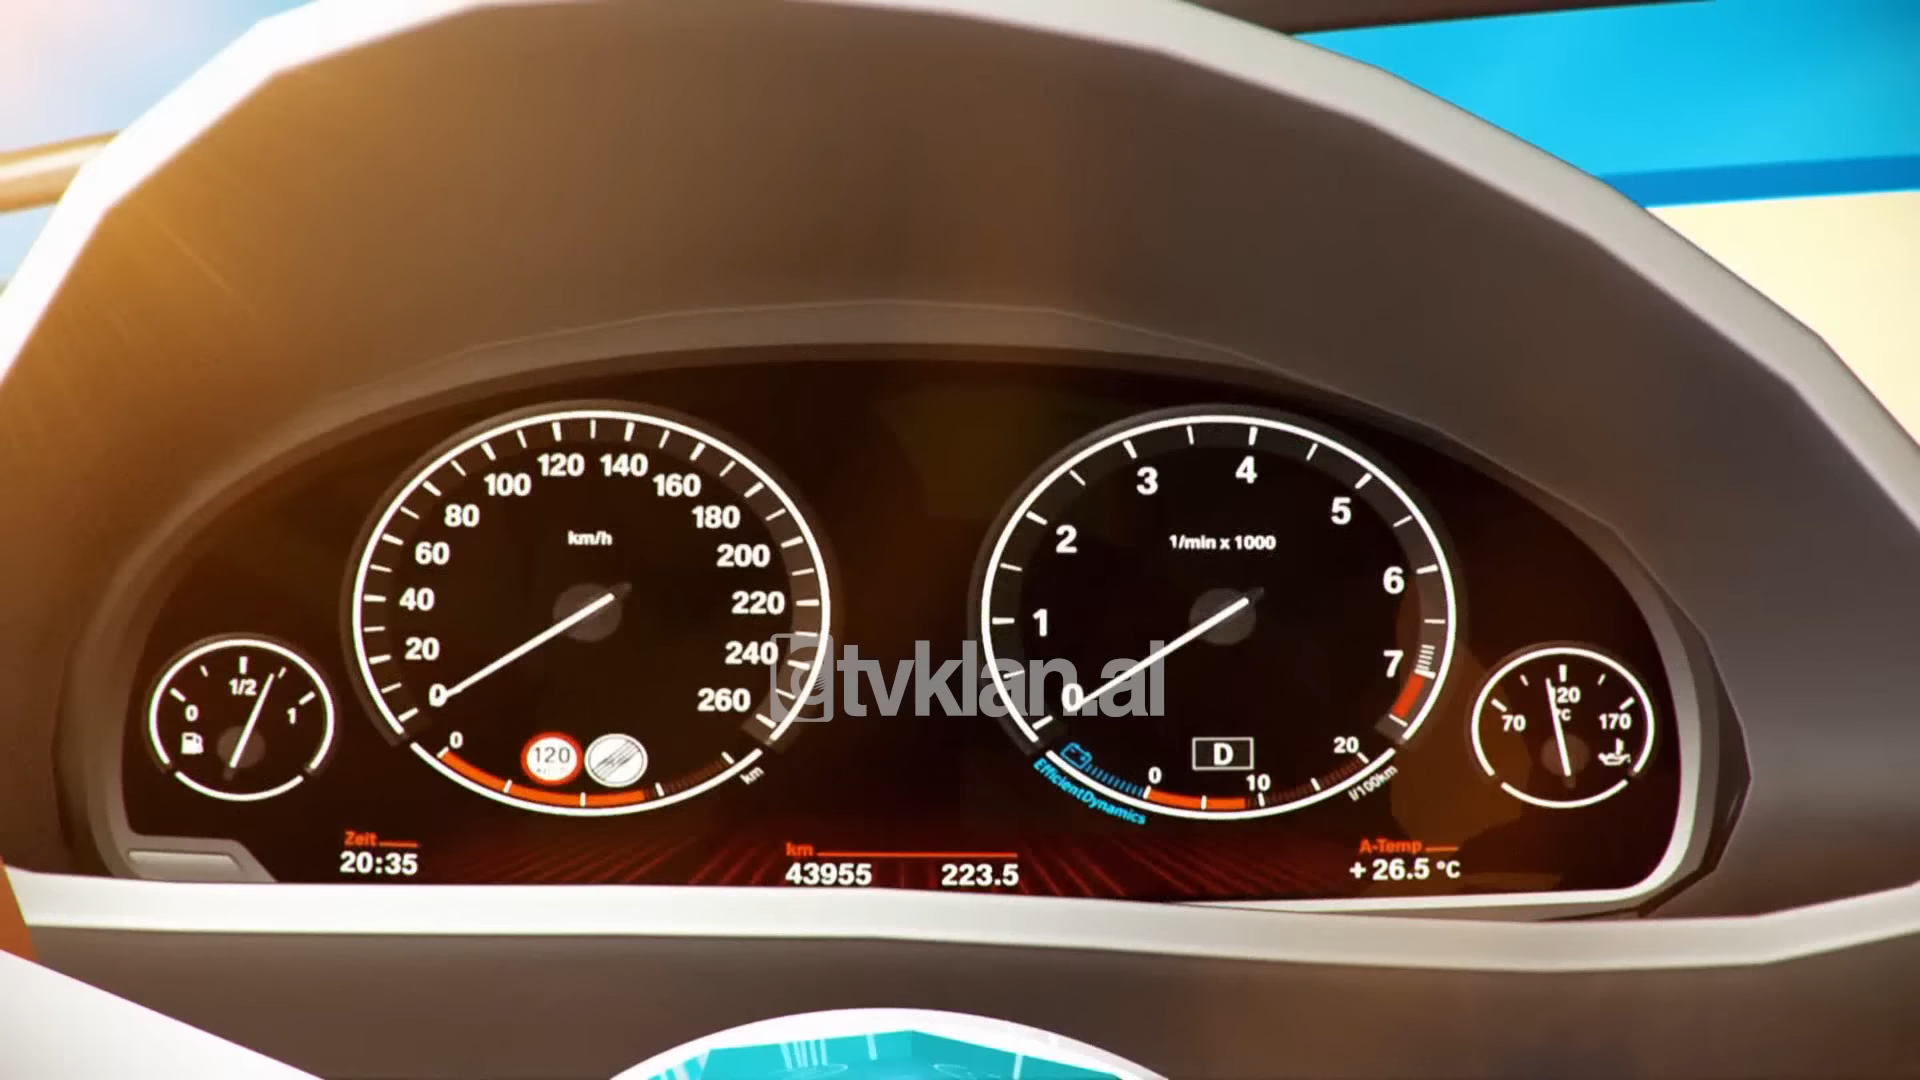 0
20
40
60
80
100
120
140
160
180
200
220
240
260
km/h
0
120
km
0
1/2
1
0
1
2
3
4
5
6
7
1/min x 1000
D
0
10
20
l/100km
EfficientDynamics
70
120
°C
170
tvklan.al
Zeit
20:35
km
43955 223.5
A-Temp
+ 26.5 °C